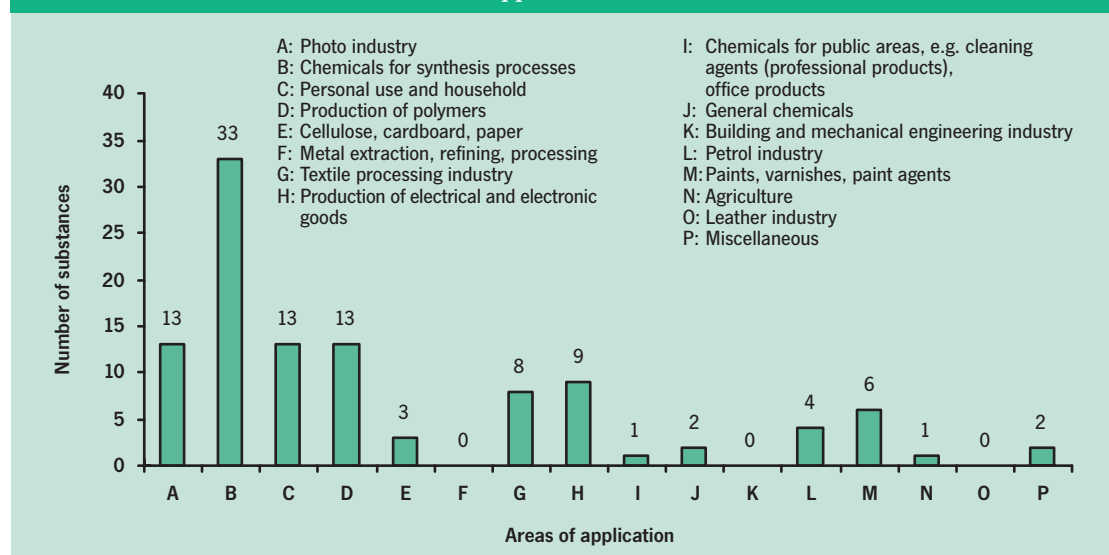 A: Photo industry
B: Chemicals for synthesis processes
C: Personal use and household
D: Production of polymers
E: Cellulose, cardboard, paper
F: Metal extraction, refining, processing
G: Textile processing industry
H: Production of electrical and electronic
goods
I: Chemicals for public areas, e.g. cleaning
agents (professional products),
office products
J: General chemicals
K: Building and mechanical engineering industry
L: Petrol industry
M: Paints, varnishes, paint agents
N: Agriculture
O: Leather industry
P: Miscellaneous
Number of substances
40
35
30
25
20
15
10
5
0
13
33
13
13
3
0
8
9
1
2
0
4
6
1
0
2
A B C D E F G H I J K L M N O P
Areas of application